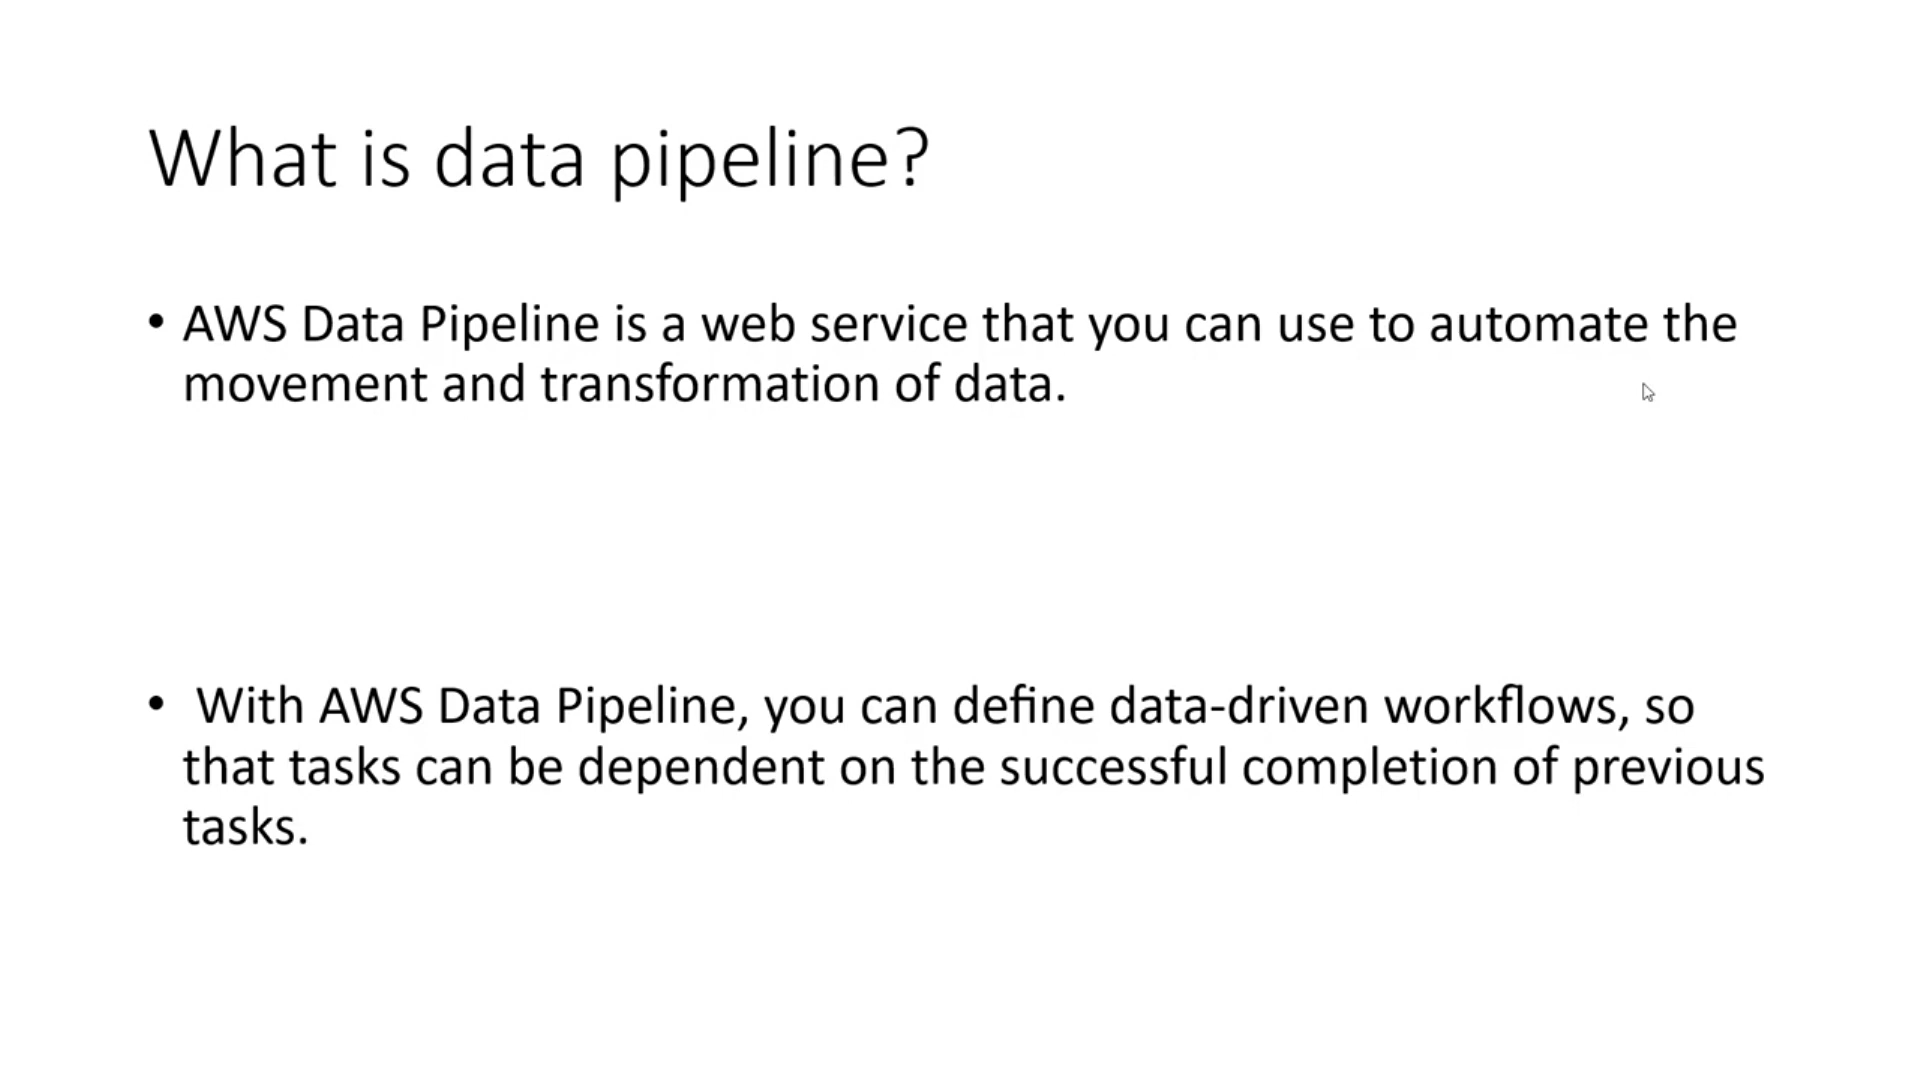 What is data pipeline?
• AWS Data Pipeline is a web service that you can use to automate the
movement and transformation of data.
• With AWS Data Pipeline, you can define data-driven workflows, so
that tasks can be dependent on the successful completion of previous
tasks.